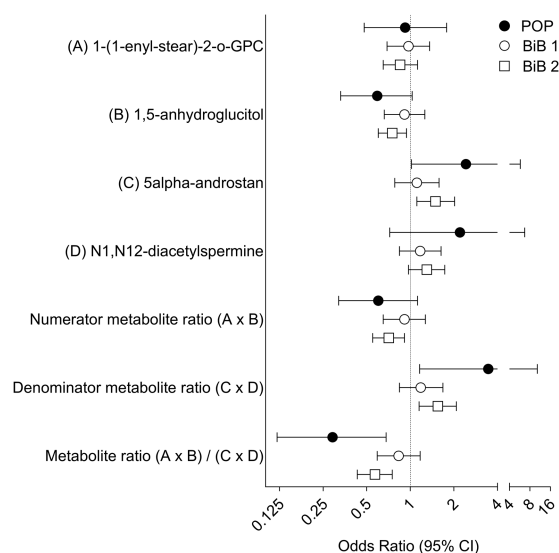 POP
BiB 1
BiB 2
(A) 1-(1-enyl-stear)-2-o-GPC
(B) 1,5-anhydroglucitol
(C) 5alpha-androstan
(D) N1,N12-diacetylspermine
Numerator metabolite ratio (A x B)
Denominator metabolite ratio (C x D)
Metabolite ratio (A x B) / (C x D)
0.125 0.25 0.5 1 2 4 4 8 16
Odds Ratio (95% CI)